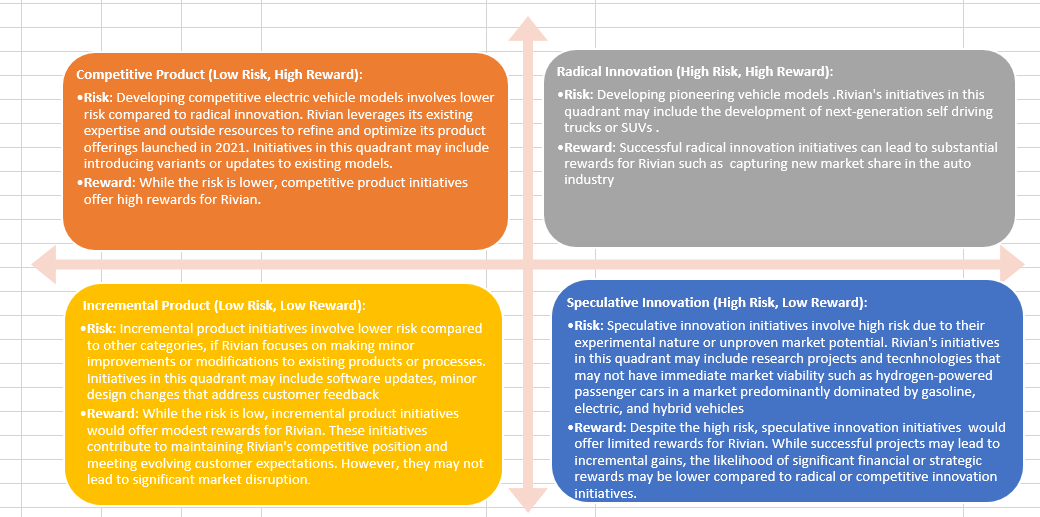 Competitive Product (Low Risk, High Reward):
•Risk: Developing competitive electric vehicle models involves lower
risk compared to radical innovation. Rivian leverages its existing
expertise and outside resources to refine and optimize its product
offerings launched in 2021. Initiatives in this quadrant may include
introducing variants or updates to existing models.
•Reward: While the risk is lower, competitive product initiatives
offer high rewards for Rivian.
Radical Innovation (High Risk, High Reward):
•Risk: Developing pioneering vehicle models .Rivian's initiatives in this
quadrant may include the development of next-generation self driving
trucks or SUVs .
•Reward: Successful radical innovation initiatives can lead to substantial
rewards for Rivian such as  capturing new market share in the auto
industry
Incremental Product (Low Risk, Low Reward):
•Risk: Incremental product initiatives involve lower risk compared
to other categories, if Rivian focuses on making minor
improvements or modifications to existing products or processes.
Initiatives in this quadrant may include software updates, minor
design changes that address customer feedback
•Reward: While the risk is low, incremental product initiatives
would offer modest rewards for Rivian. These initiatives
contribute to maintaining Rivian's competitive position and
meeting evolving customer expectations. However, they may not
lead to significant market disruption.
Speculative Innovation (High Risk, Low Reward):
•Risk: Speculative innovation initiatives involve high risk due to their
experimental nature or unproven market potential. Rivian's initiatives
in this quadrant may include research projects and tecnhnologies that
may not have immediate market viability such as hydrogen-powered
passenger cars in a market predominantly dominated by gasoline,
electric, and hybrid vehicles
•Reward: Despite the high risk, speculative innovation initiatives  would
offer limited rewards for Rivian. While successful projects may lead to
incremental gains, the likelihood of significant financial or strategic
rewards may be lower compared to radical or competitive innovation
initiatives.